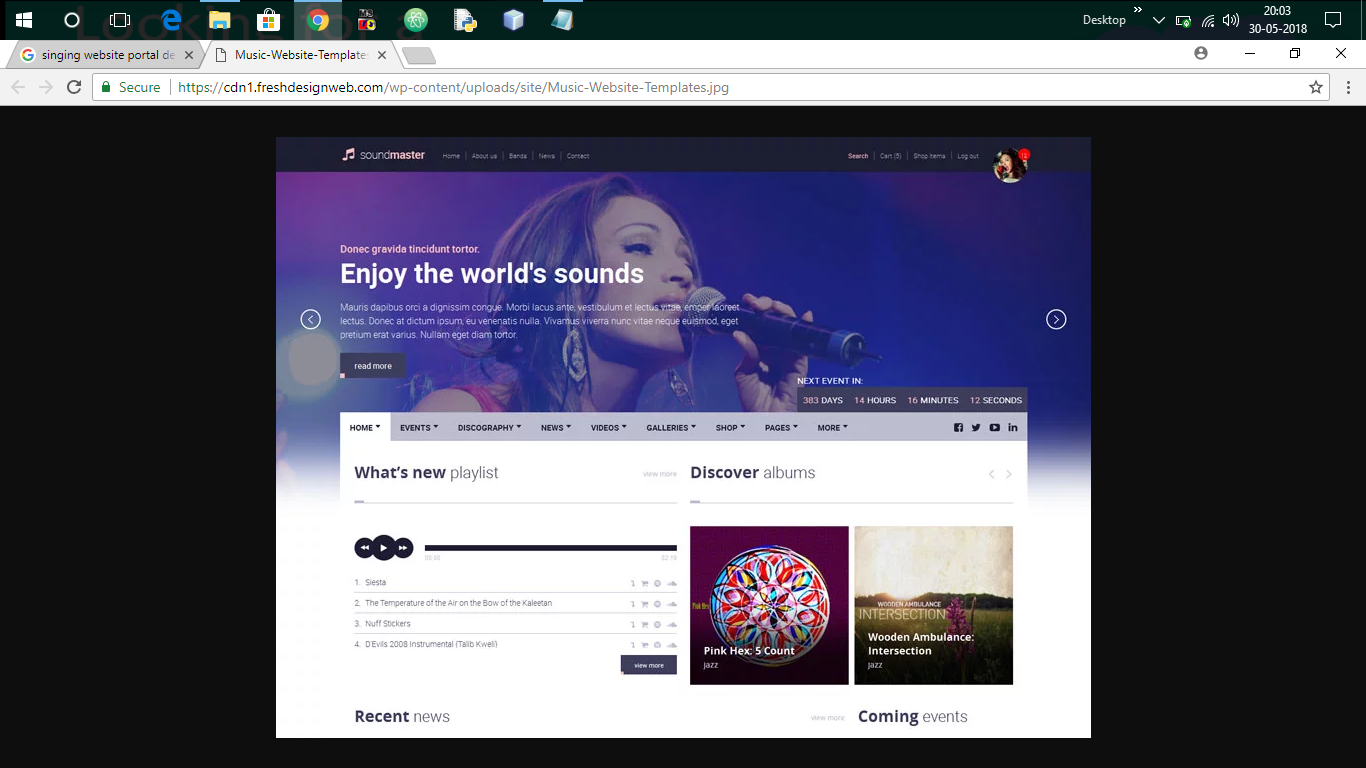 Looking for a
Desktop
20:03
30-05-2018
singing website portal de
Music-Website-Template
Secure
https://cdn1.freshdesignweb.com/wp-content/uploads/site/Music-Website-Templates.jpg
soundmaster
Home | About us | Bands | News | Contact
Search | Cart (5) | Shop items | Log out
Donec gravida tincidunt tortor.
Enjoy the world's sounds
Mauris dapibus orci a dignissim congue. Morbi lacus ante, vestibulum et lectus vitae, emper laoreet
lectus. Donec at dictum ipsum, eu venenatis nulla. Vivamus viverra nunc vitae neque euismod, eget
pretium erat varius. Nullam eget diam tortor.
read more
NEXT EVENT IN:
383 DAYS 14 HOURS 16 MINUTES 12 SECONDS
HOME EVENTS DISCOGRAPHY NEWS VIDEOS GALLERIES SHOP PAGES MORE
What's new playlist
view more
Discover albums
00:00
02:19
1. Siesta
2. The Temperature of the Air on the Bow of the Kaleetan
3. Nuff Stickers
4. D'Evils 2008 Instrumental (Talib Kweli)
view more
Pink Hex: 5 Count
jazz
WOODEN AMBULANCE
INTERSECTION
Wooden Ambulance:
Intersection
jazz
Recent news
view more
Coming events